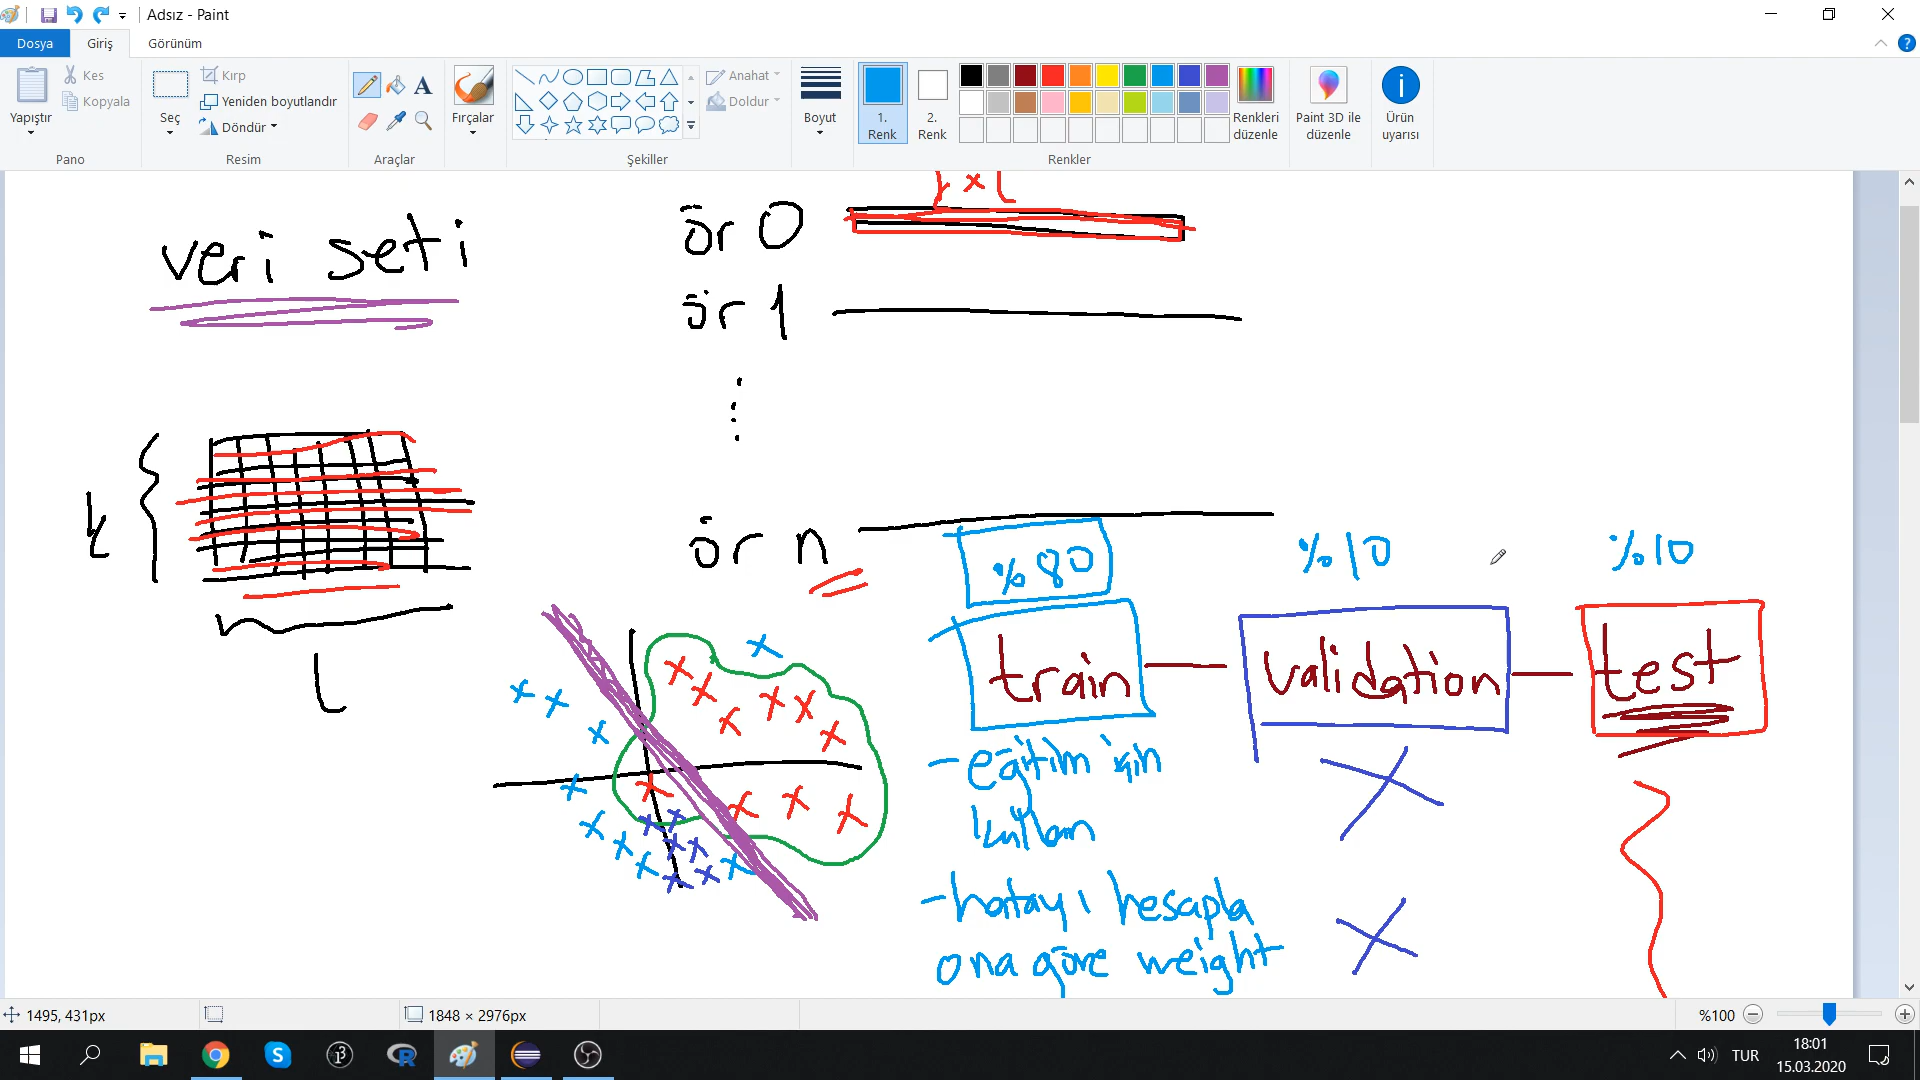 Adsız - Paint
Dosya
Giriş
Görünüm
Yapıştır
Kes
Kopyala
Pano
Seç
Kırp
Yeniden boyutlandır
Döndür
Resim
Araçlar
Fırçalar
Şekiller
Anahat
Doldur
Boyut
1. Renk
2. Renk
Renkler
Renkleri düzenle
Paint 3D ile düzenle
Ürün uyarısı
veri seti
ör 0
ör 1
ör n
k
l
%80
%10
%10
train
validation
test
- eğitim için
kullan
- hatayı hesapla
ona göre weight
1495, 431px
1848 × 2976px
%100
TUR
18:01
15.03.2020